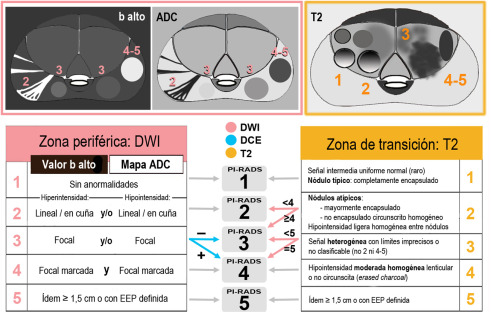 b alto
ADC
T2
4-5
2
3
3
4-5
2
3
3
3
1
2
4-5
Zona periférica: DWI
DWI
DCE
T2
Zona de transición: T2
Valor b alto
Mapa ADC
1
Sin anormalidades
Hiperintensidad:
Hipointensidad:
2
Lineal / en cuña
y/o
Lineal / en cuña
3
Focal
y/o
Focal
4
Focal marcada
y
Focal marcada
5
Ídem ≥ 1,5 cm o con EEP definida
PI-RADS
1
PI-RADS
2
PI-RADS
3
PI-RADS
4
PI-RADS
5
–
+
<4
≥4
<5
=5
Señal intermedia uniforme normal (raro)
Nódulo típico: completamente encapsulado
1
Nódulos atípicos:
- mayormente encapsulado
- no encapsulado circunscrito homogéneo
Hipointensidad ligera homogénea entre nódulos
2
Señal heterogénea con límites imprecisos o
no clasificable (no 2 ni 4-5)
3
Hipointensidad moderada homogénea lenticular
o no circunscrita (erased charcoal)
4
Ídem ≥ 1,5 cm o con EEP definida
5